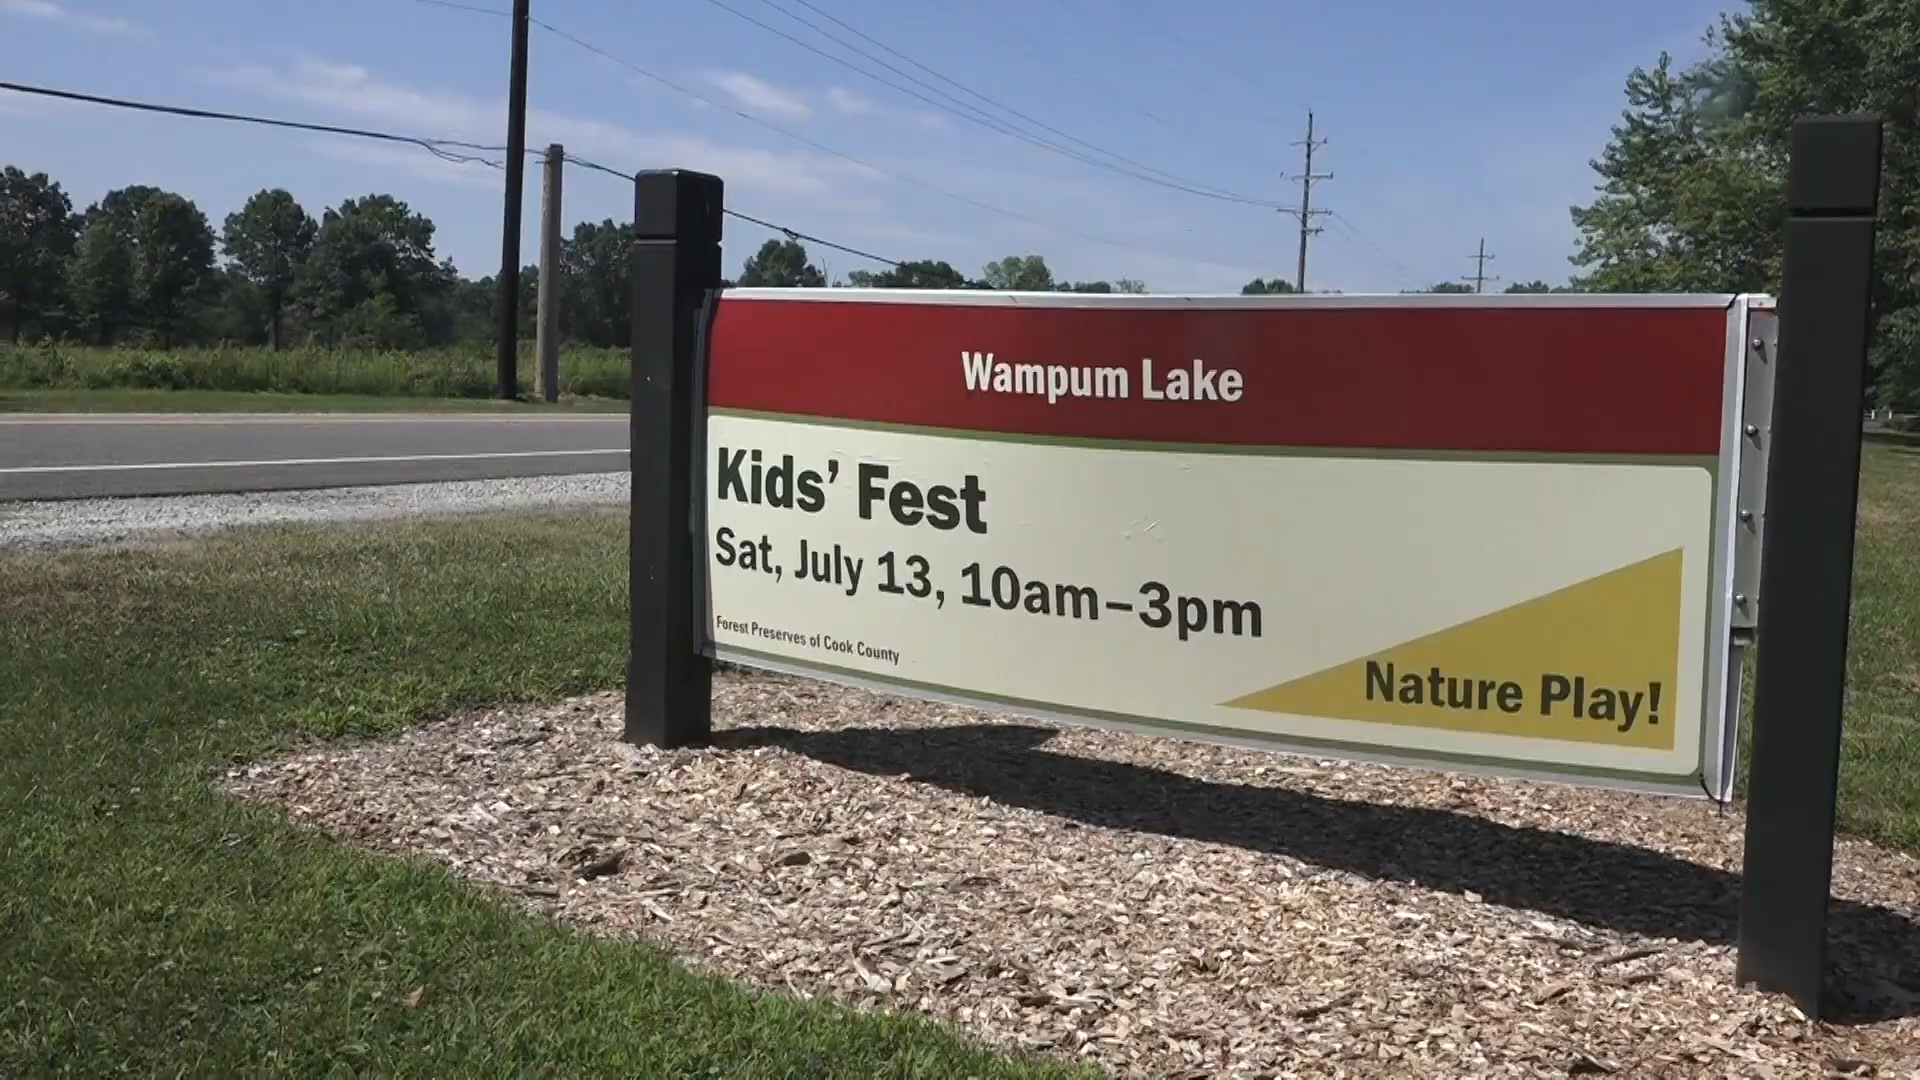 Wampum Lake
Kids’ Fest
Sat, July 13, 10am–3pm
Forest Preserves of Cook County
Nature Play!